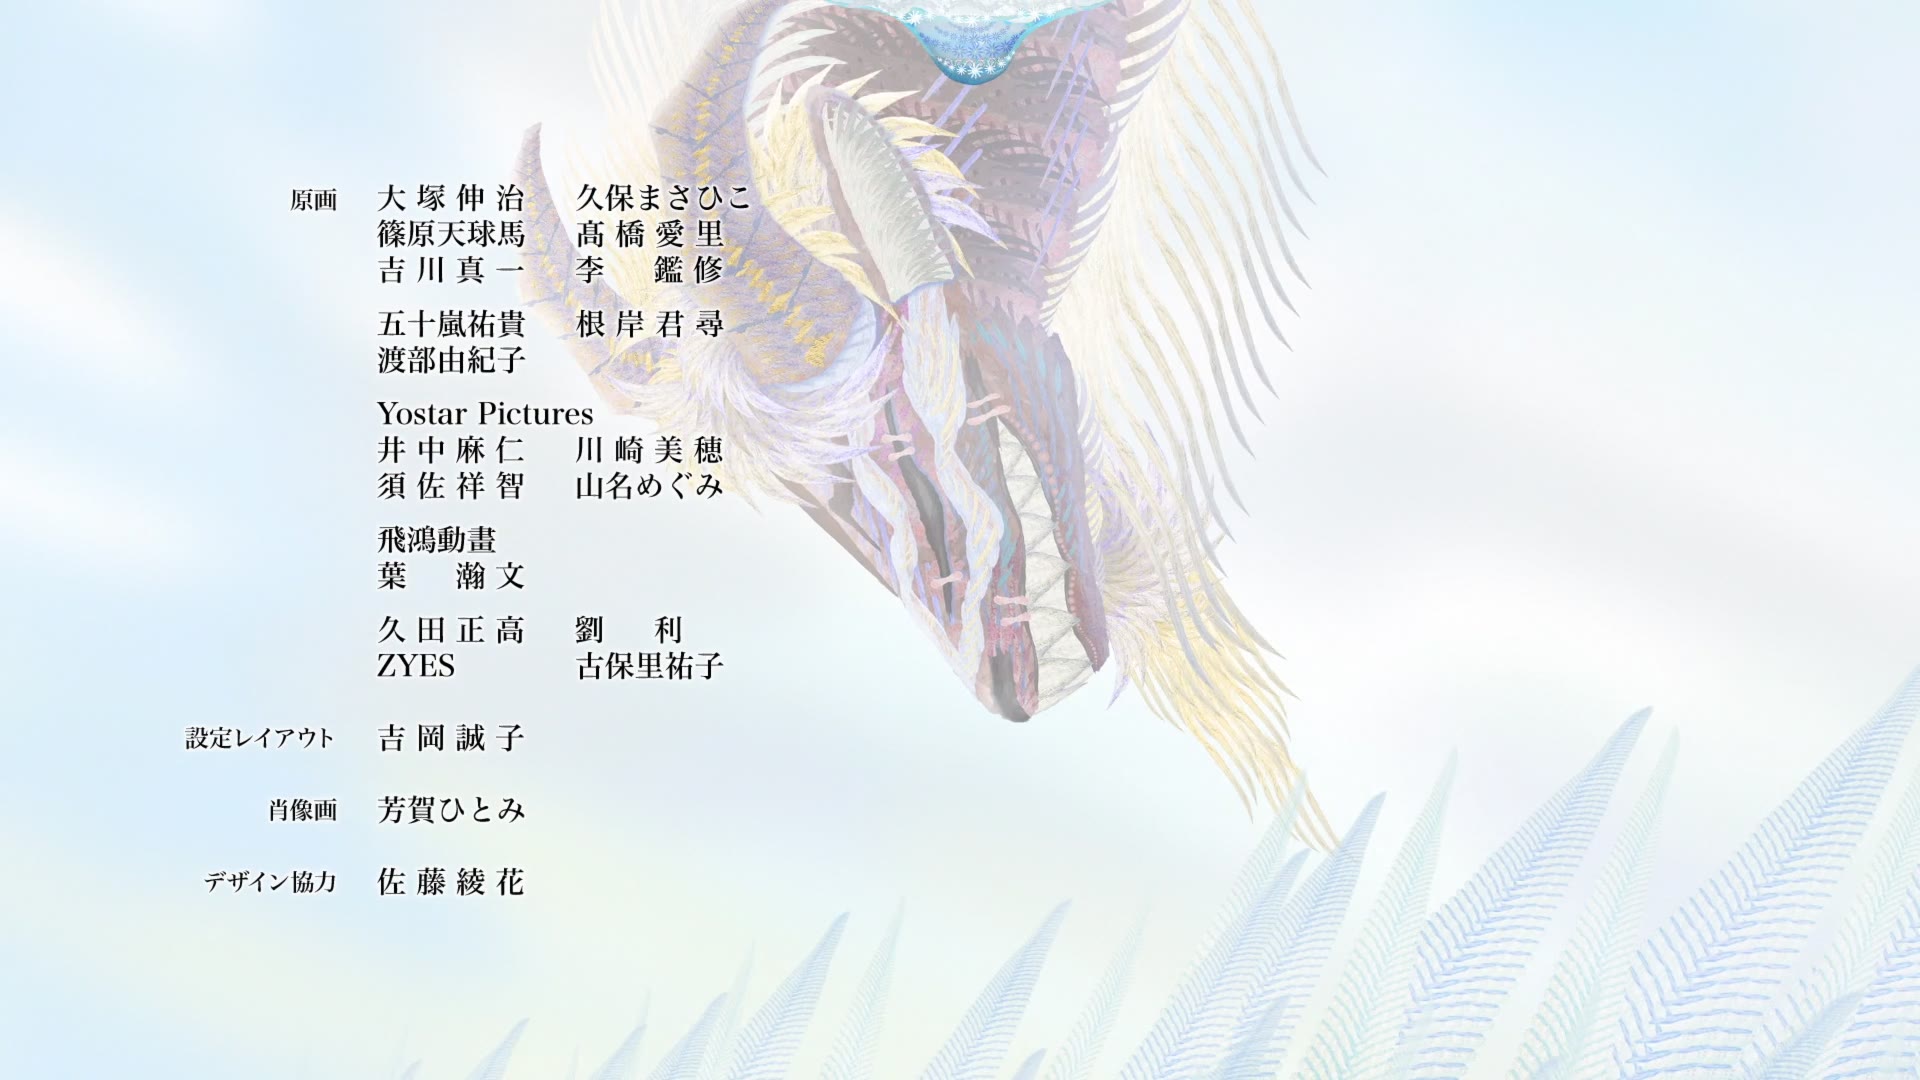 原画 大塚伸治 久保まさひこ
篠原天球馬 髙橋愛里
吉川真一 李鑑修
五十嵐祐貴 根岸君尋
渡部由紀子
Yostar Pictures
井中麻仁 川崎美穂
須佐祥智 山名めぐみ
飛鴻動畫
葉瀚文
久田正高 劉利
ZYES 古保里祐子
設定レイアウト 吉岡誠子
肖像画 芳賀ひとみ
デザイン協力 佐藤綾花